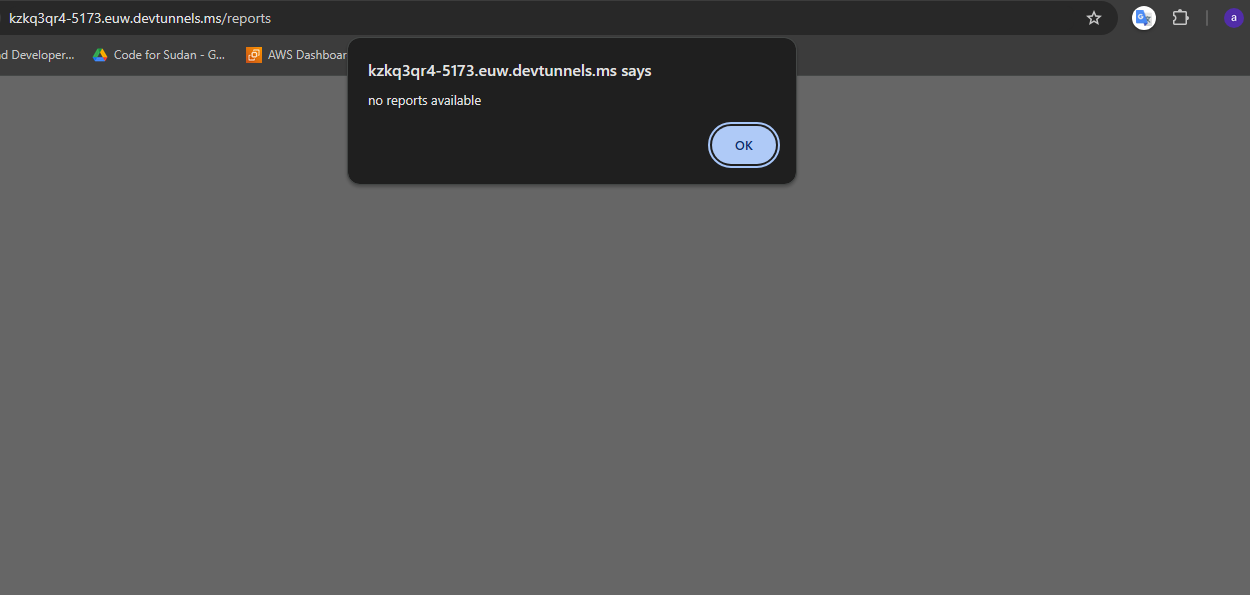 kzkq3qr4-5173.euw.devtunnels.ms/reports
d Developer... Code for Sudan - G... AWS Dashboar
kzkq3qr4-5173.euw.devtunnels.ms says
no reports available
OK
a